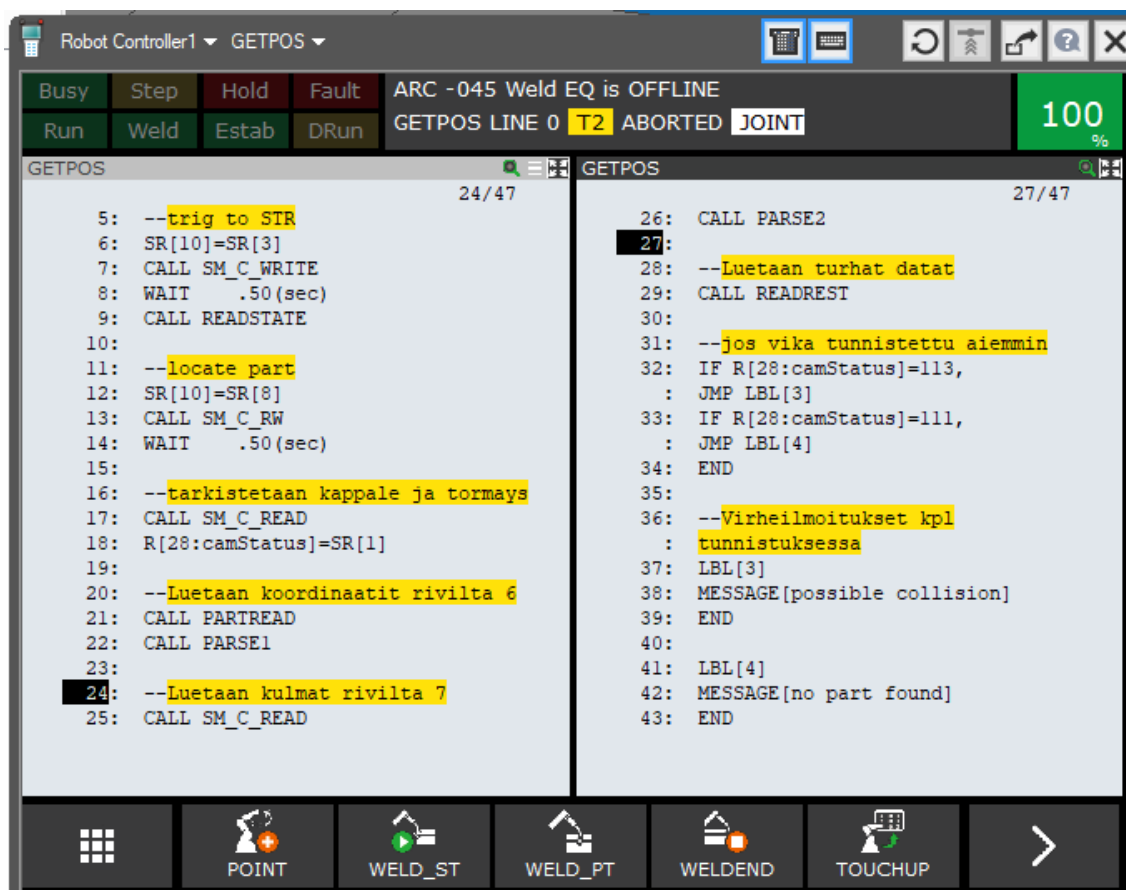 Robot Controller1 GETPOS
Busy Step Hold Fault
Run Weld Estab DRun
ARC -045 Weld EQ is OFFLINE
GETPOS LINE 0 T2 ABORTED JOINT
100 %
GETPOS
24/47
5: --trig to STR
6: SR[10]=SR[3]
7: CALL SM_C_WRITE
8: WAIT .50(sec)
9: CALL READSTATE
10:
11: --locate part
12: SR[10]=SR[8]
13: CALL SM_C_RW
14: WAIT .50(sec)
15:
16: --tarkistetaan kappale ja tormays
17: CALL SM_C_READ
18: R[28:camStatus]=SR[1]
19:
20: --Luetaan koordinaatit rivilta 6
21: CALL PARTREAD
22: CALL PARSE1
23:
24: --Luetaan kulmat rivilta 7
25: CALL SM_C_READ
GETPOS
27/47
26: CALL PARSE2
27:
28: --Luetaan turhat datat
29: CALL READREST
30:
31: --jos vika tunnistettu aiemmin
32: IF R[28:camStatus]=113,
: JMP LBL[3]
33: IF R[28:camStatus]=111,
: JMP LBL[4]
34: END
35:
36: --Virheilmoitukset kpl
: tunnistuksessa
37: LBL[3]
38: MESSAGE[possible collision]
39: END
40:
41: LBL[4]
42: MESSAGE[no part found]
43: END
POINT
WELD_ST
WELD_PT
WELDEND
TOUCHUP